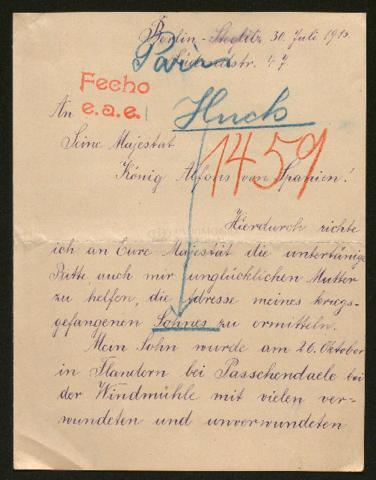 Berlin-Steglitz 30. Juli 191
Paris
Fecho
e.a.e.
An
Huck
Seine Majestat
1459
König Alfons von Spanien!
Hierdurch richte
ich an Eure Majestät die untertänige
Bitte auch mir unglücklichen Mutter
zu helfen, die Adresse meines kriegs-
gefangenen Sohnes zu ermitteln.
Mein Sohn wurde am 26. Oktober
in Flandern bei Passchendaele bei
der Windmühle mit vielen ver-
wundeten und unverwundeten